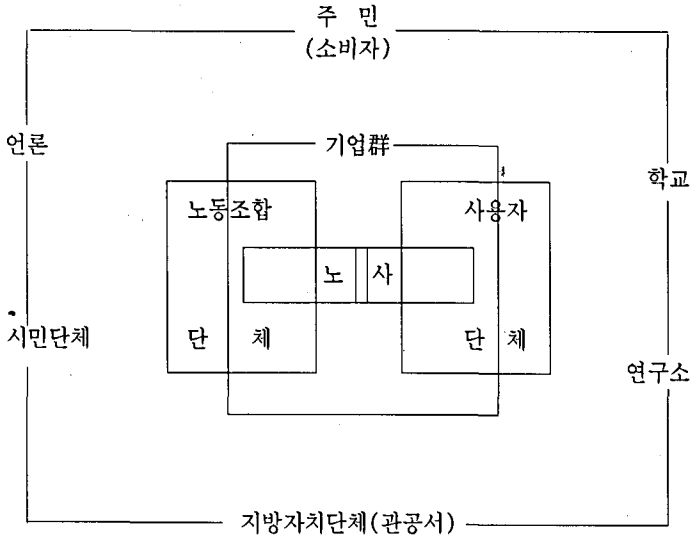 주 민
(소비자)
언론
기업群
학교
노동조합
사용자
노 사
시민단체
단 체
단 체
연구소
지방자치단체(관공서)